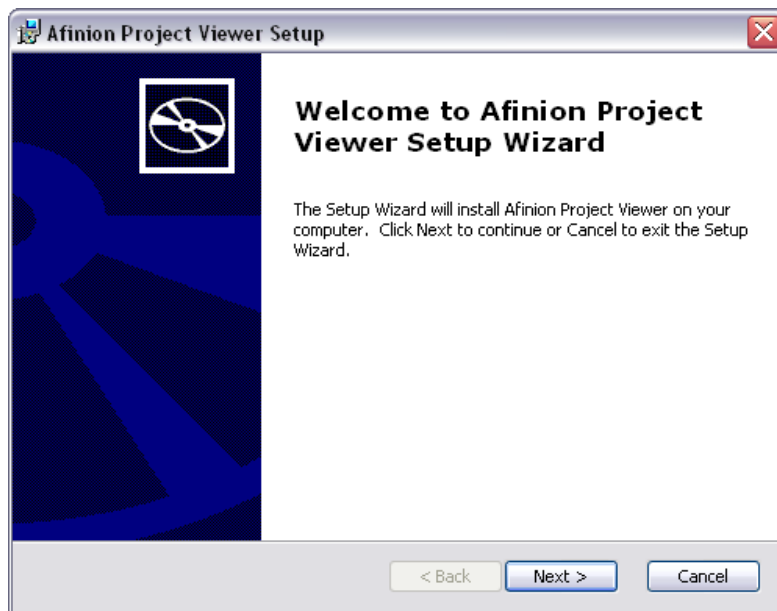 Afinion Project Viewer Setup
Welcome to Afinion Project
Viewer Setup Wizard
The Setup Wizard will install Afinion Project Viewer on your
computer. Click Next to continue or Cancel to exit the Setup
Wizard.
< Back
Next >
Cancel